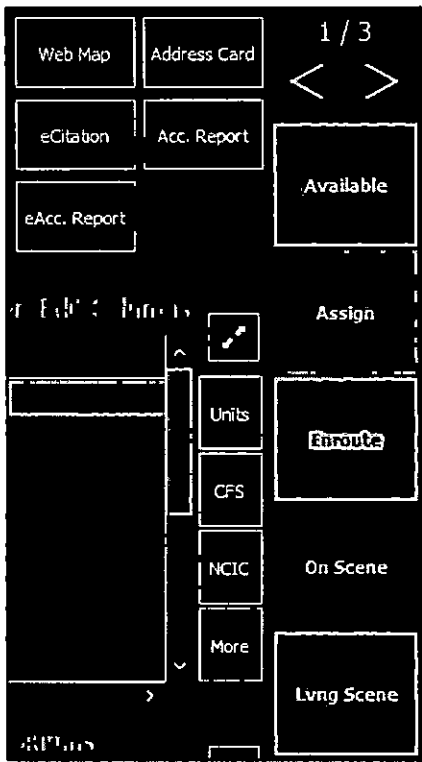 Web Map
Address Card
1 / 3
eCitation
Acc. Report
Available
eAcc. Report
Assign
Units
Enroute
CFS
NCIC
On Scene
More
Lvng Scene